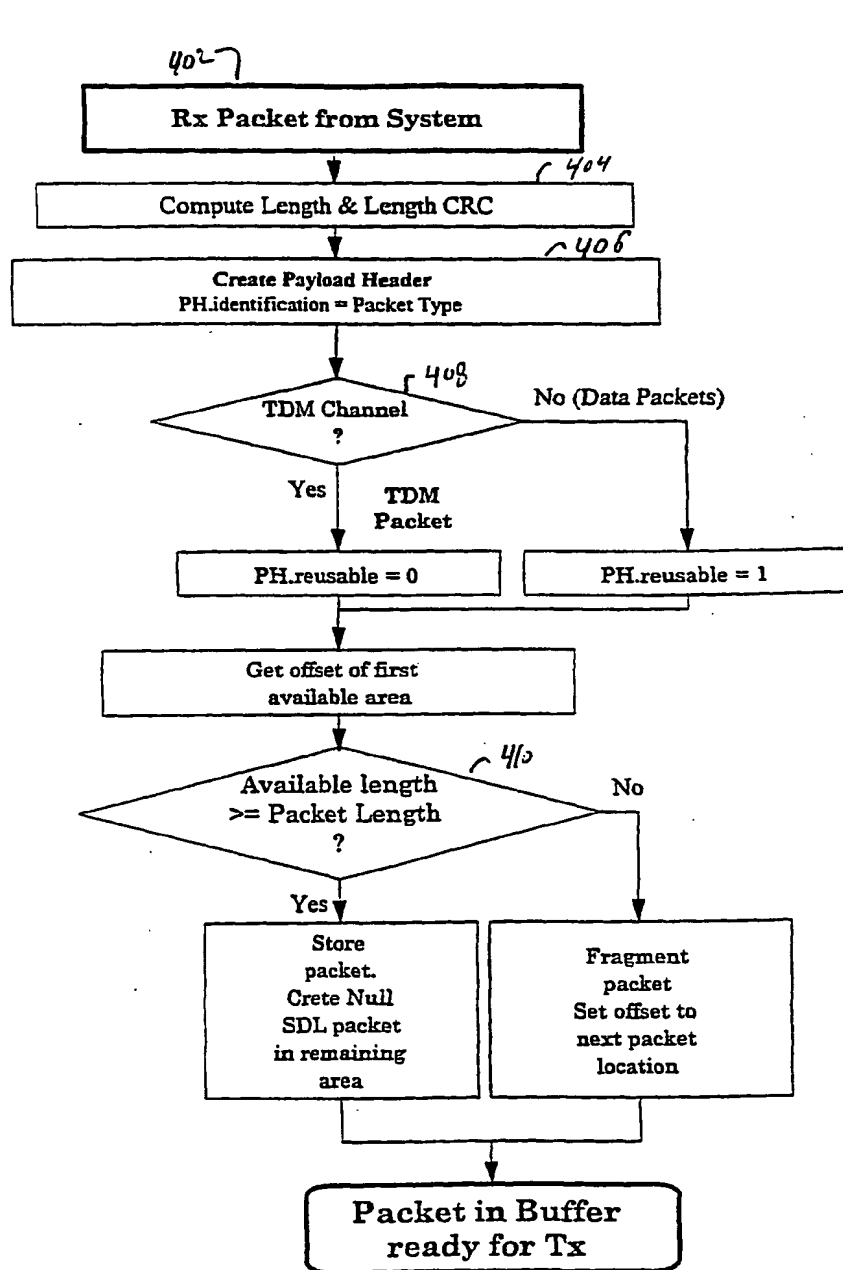 402
Rx Packet from System
404
Compute Length & Length CRC
406
Create Payload Header
PH.identification = Packet Type
408
TDM Channel
?
No (Data Packets)
Yes
TDM
Packet
PH.reusable = 0
PH.reusable = 1
Get offset of first
available area
410
Available length
>= Packet Length
?
No
Yes
Store
packet.
Crete Null
SDL packet
in remaining
area
Fragment
packet
Set offset to
next packet
location
Packet in Buffer
ready for Tx